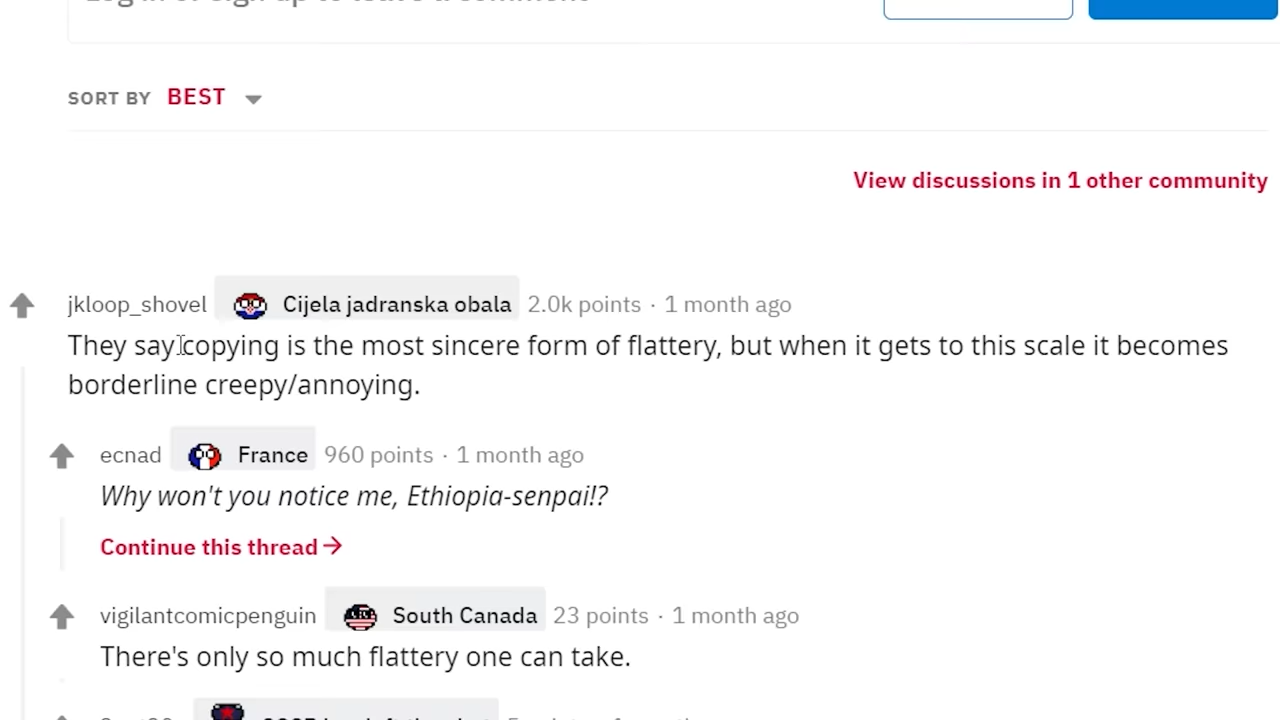 SORT BY BEST
View discussions in 1 other community
jkloop_shovel Cijela jadranska obala 2.0k points · 1 month ago
They say copying is the most sincere form of flattery, but when it gets to this scale it becomes
borderline creepy/annoying.
ecnad France 960 points · 1 month ago
Why won't you notice me, Ethiopia-senpai!?
Continue this thread
vigilantcomicpenguin South Canada 23 points · 1 month ago
There's only so much flattery one can take.